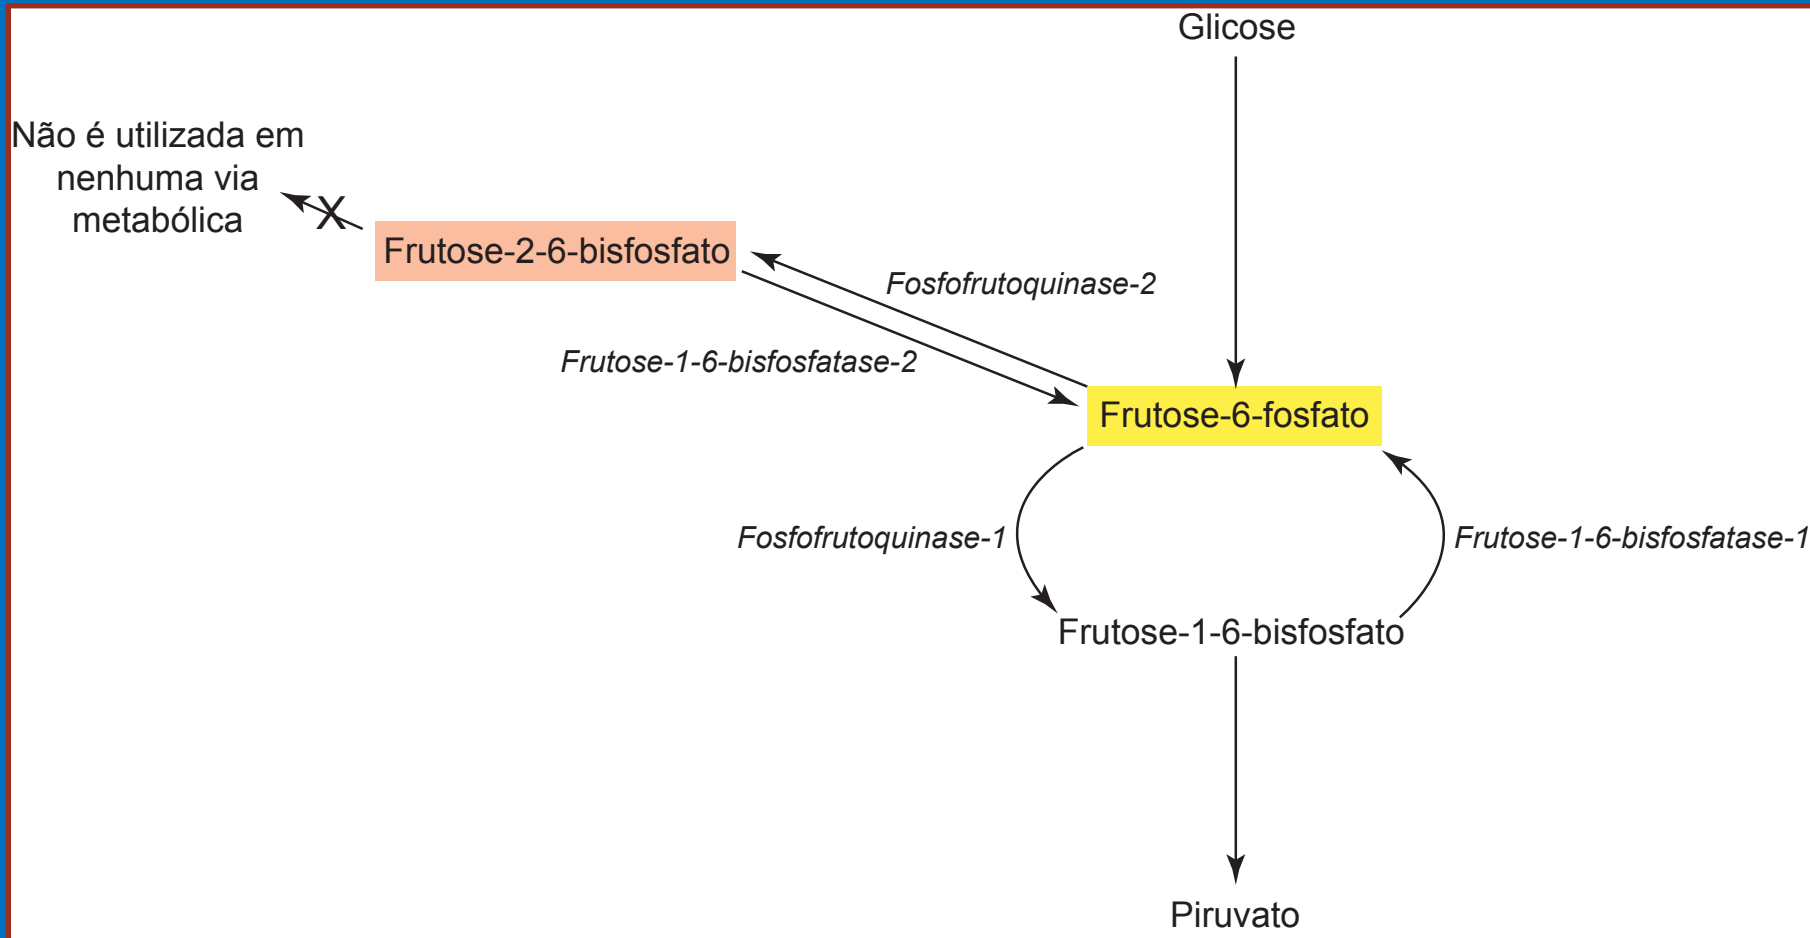 Glicose
Não é utilizada em
nenhuma via
metabólica
Frutose-2-6-bisfosfato
Fosfofrutoquinase-2
Frutose-1-6-bisfosfatase-2
Frutose-6-fosfato
Fosfofrutoquinase-1
Frutose-1-6-bisfosfatase-1
Frutose-1-6-bisfosfato
Piruvato
X